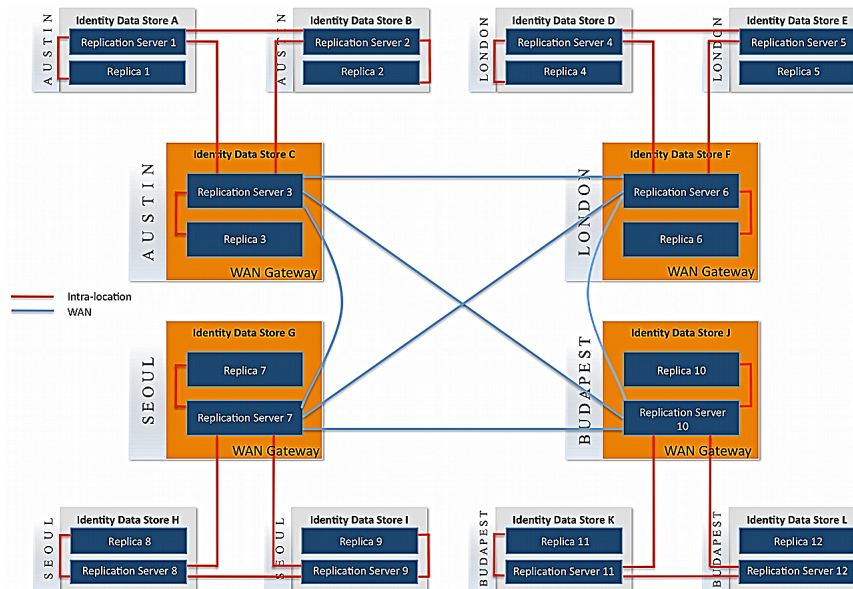 AUSTIN
Identity Data Store A
Replication Server 1
Replica 1
AUSTIN
Identity Data Store B
Replication Server 2
Replica 2
LONDON
Identity Data Store D
Replication Server 4
Replica 4
LONDON
Identity Data Store E
Replication Server 5
Replica 5
AUSTIN
Identity Data Store C
Replication Server 3
Replica 3
WAN Gateway
LONDON
Identity Data Store F
Replication Server 6
Replica 6
WAN Gateway
Intra-location
WAN
SEOUL
Identity Data Store G
Replica 7
Replication Server 7
WAN Gateway
BUDAPEST
Identity Data Store J
Replica 10
Replication Server
10
WAN Gateway
SEOUL
Identity Data Store H
Replica 8
Replication Server 8
SEOUL
Identity Data Store I
Replica 9
Replication Server 9
BUDAPEST
Identity Data Store K
Replica 11
Replication Server 11
BUDAPEST
Identity Data Store L
Replica 12
Replication Server 12